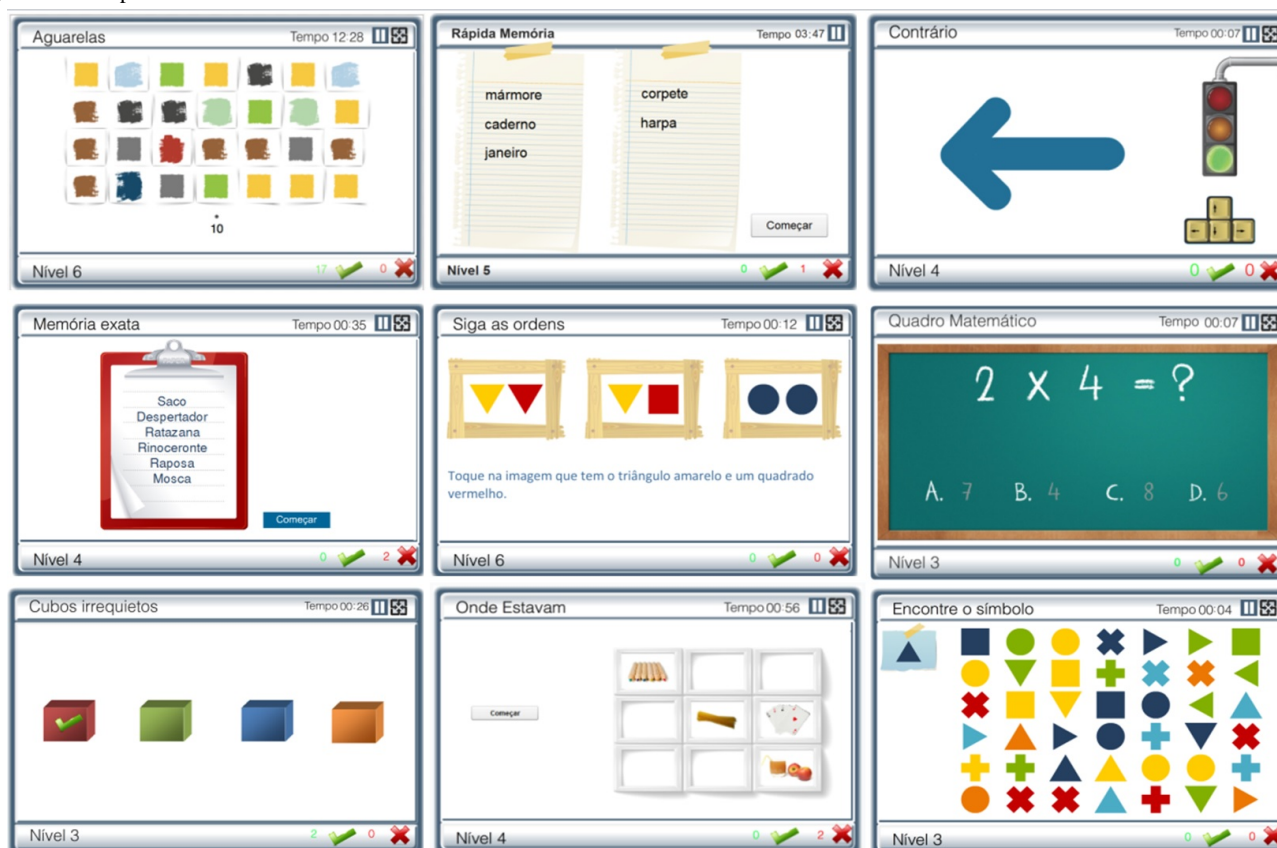 Aguarelas Tempo 12:28
*
10
Nível 6 17 0
Rápida Memória Tempo 03:47
mármore
caderno
janeiro
corpete
harpa
Começar
Nível 5 0 1
Contrário Tempo 00:07
Nível 4 0 0
Memória exata Tempo 00:35
Saco
Despertador
Ratazana
Rinoceronte
Raposa
Mosca
Começar
Nível 4 0 2
Siga as ordens Tempo 00:12
Toque na imagem que tem o triângulo amarelo e um quadrado
vermelho.
Nível 6 0 0
Quadro Matemático Tempo 00:07
2 x 4 = ?
A. 7 B. 4 C. 8 D. 6
Nível 3 0 0
Cubos irrequietos Tempo 00:26
Nível 3 2 0
Onde Estavam Tempo 00:56
Começar
Nível 4 0 2
Encontre o símbolo Tempo 00:04
Nível 3 0 0